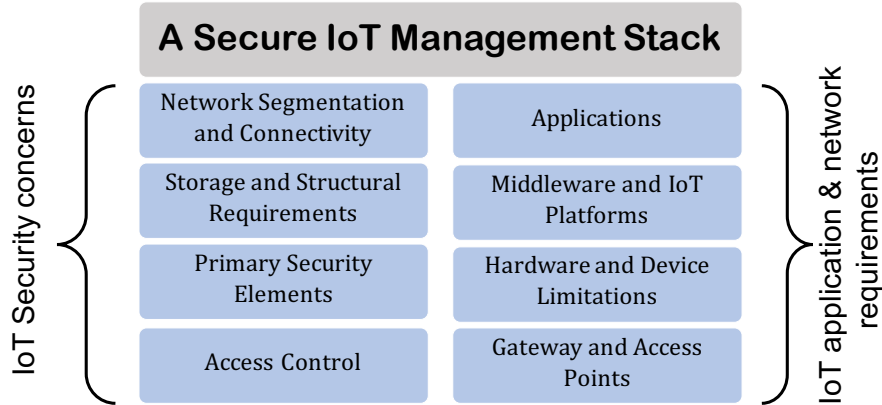 A Secure IoT Management Stack
IoT Security concerns
Network Segmentation
and Connectivity
Storage and Structural
Requirements
Primary Security
Elements
Access Control
Applications
Middleware and IoT
Platforms
Hardware and Device
Limitations
Gateway and Access
Points
IoT application & network
requirements